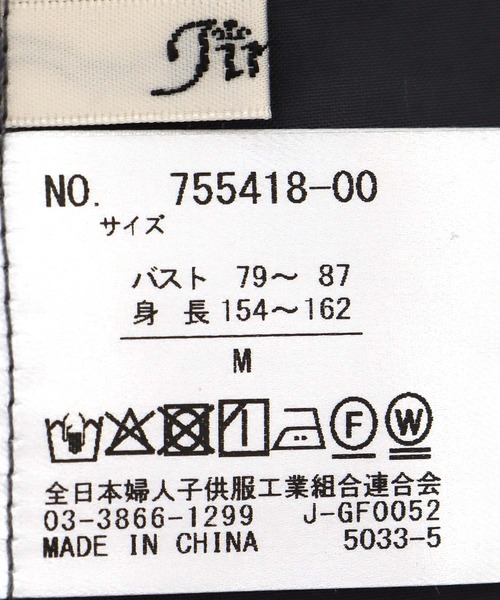 NO. 755418-00
サイズ
バスト 79～ 87
身 長 154～162
M
F W
全日本婦人子供服工業組合連合会
03-3866-1299 J-GF0052
MADE IN CHINA 5033-5